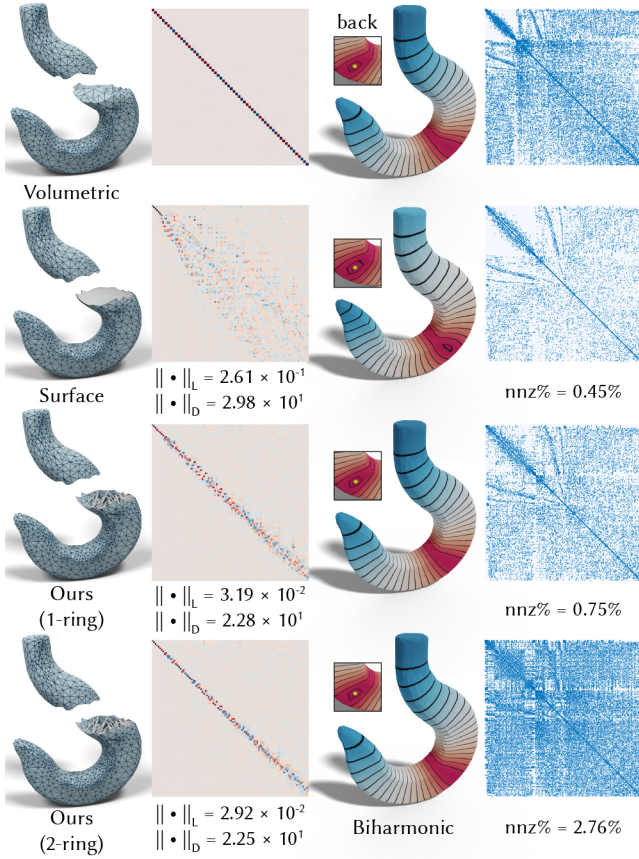 back
Volumetric
|| • ||L = 2.61 × 10-1
|| • ||D = 2.98 × 101
Surface
nnz% = 0.45%
|| • ||L = 3.19 × 10-2
|| • ||D = 2.28 × 101
Ours
(1-ring)
nnz% = 0.75%
|| • ||L = 2.92 × 10-2
|| • ||D = 2.25 × 101
Ours
(2-ring)
Biharmonic
nnz% = 2.76%